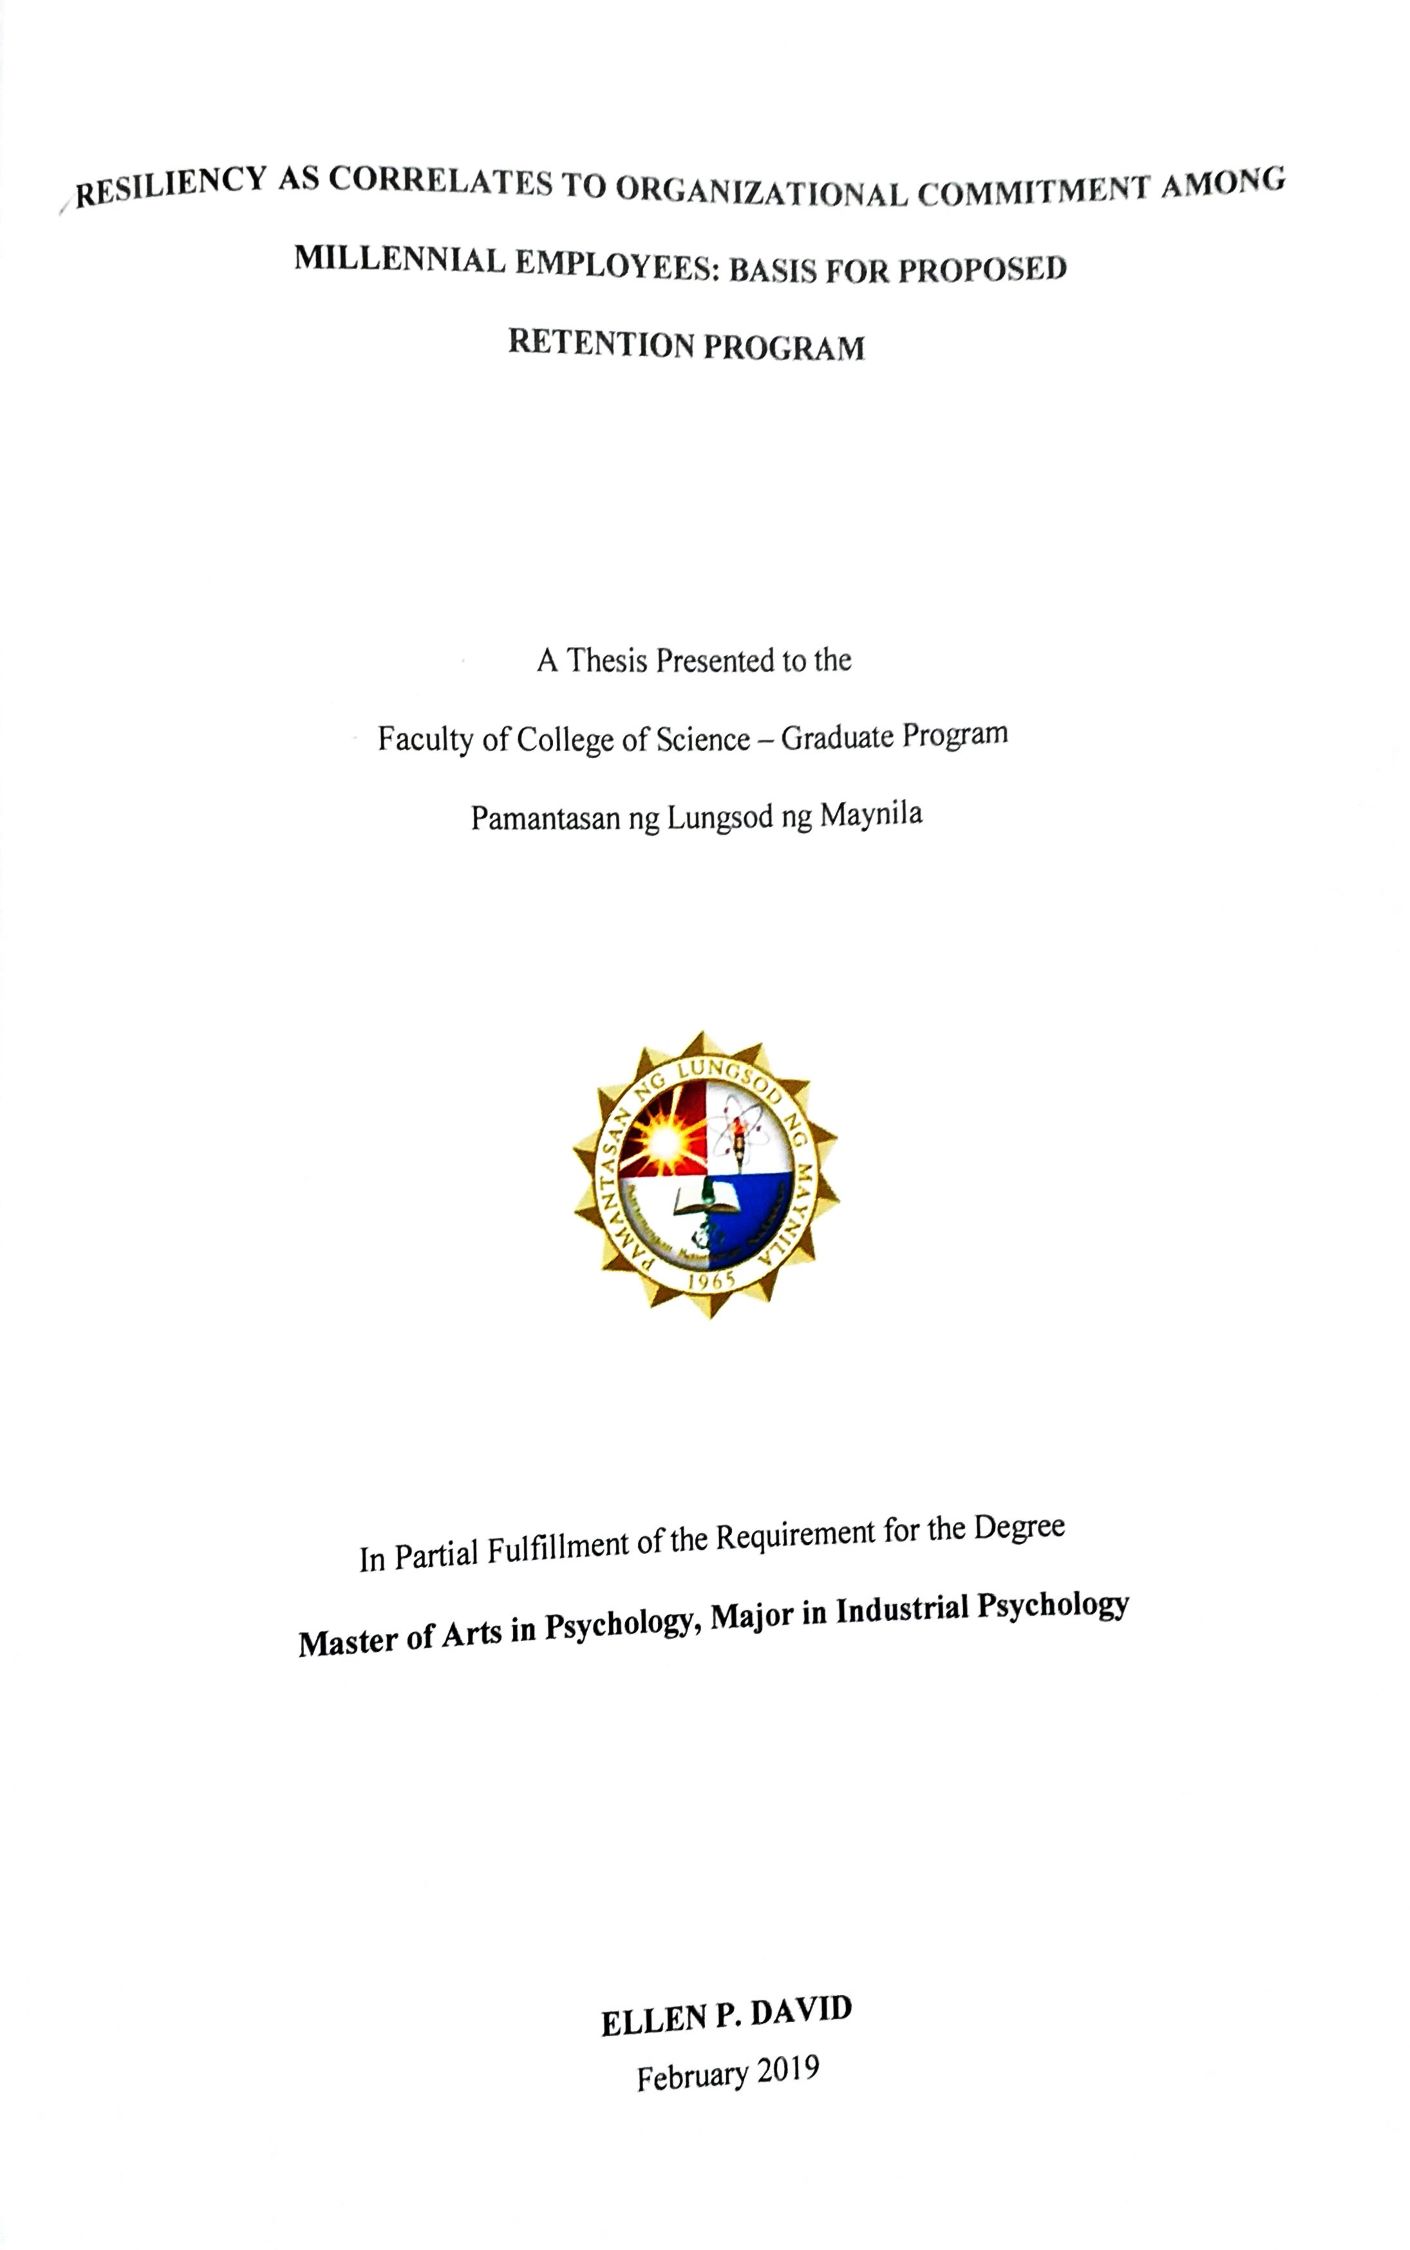 RESILIENCY AS CORRELATES TO ORGANIZATIONAL COMMITMENT AMONG
MILLENNIAL EMPLOYEES: BASIS FOR PROPOSED
RETENTION PROGRAM
A Thesis Presented to the
Faculty of College of Science – Graduate Program
Pamantasan ng Lungsod ng Maynila
PAMANTASAN NG LUNGSOD NG MAYNILA
1965
In Partial Fulfillment of the Requirement for the Degree
Master of Arts in Psychology, Major in Industrial Psychology
ELLEN P. DAVID
February 2019